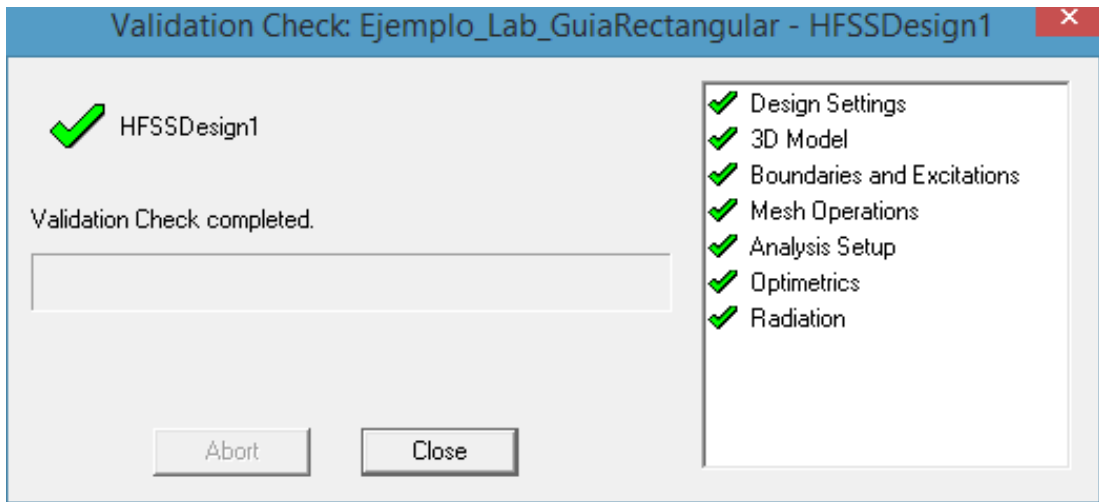 Validation Check: Ejemplo_Lab_GuiaRectangular - HFSSDesign1
HFSSDesign1
Validation Check completed.
Abort
Close
Design Settings
3D Model
Boundaries and Excitations
Mesh Operations
Analysis Setup
Optimetrics
Radiation